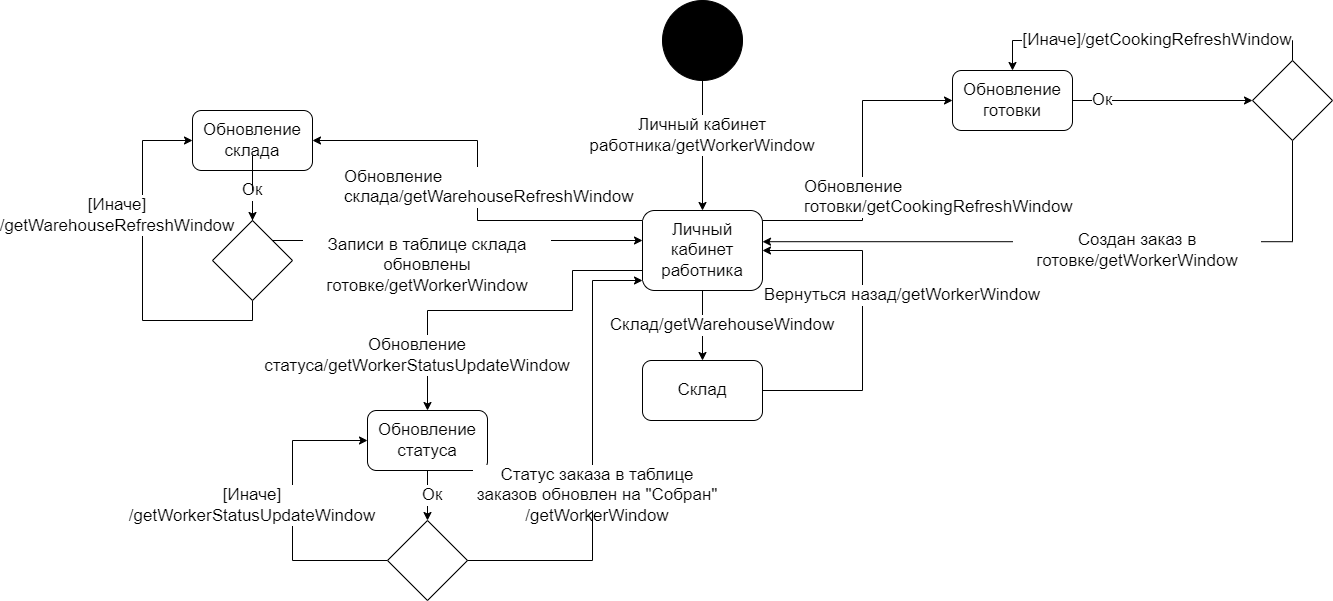 [Иначе]/getCookingRefreshWindow
Обновление
готовки
Ок
Личный кабинет
работника/getWorkerWindow
Обновление
склада
Ок
[Иначе]
/getWarehouseRefreshWindow
Обновление
склада/getWarehouseRefreshWindow
Обновление
готовки/getCookingRefreshWindow
Личный
кабинет
работника
Записи в таблице склада
обновлены
готовке/getWorkerWindow
Создан заказ в
готовке/getWorkerWindow
Вернуться назад/getWorkerWindow
Склад/getWarehouseWindow
Обновление
статуса/getWorkerStatusUpdateWindow
Склад
Обновление
статуса
Ок
[Иначе]
/getWorkerStatusUpdateWindow
Статус заказа в таблице
заказов обновлен на "Собран"
/getWorkerWindow